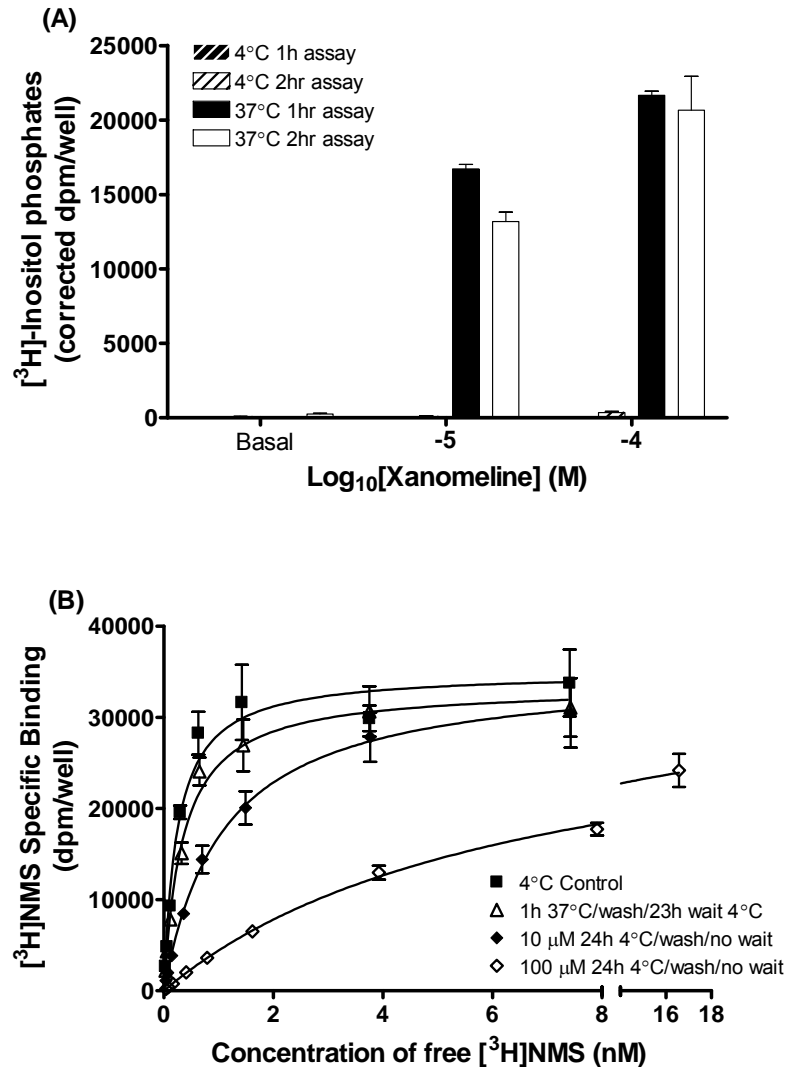 (A)
25000
20000
15000
10000
5000
0
[³H]-Inositol phosphates
(corrected dpm/well)
4°C 1h assay
4°C 2hr assay
37°C 1hr assay
37°C 2hr assay
Basal
-5
-4
Log₁₀[Xanomeline] (M)
(B)
40000
30000
20000
10000
0
[³H]NMS Specific Binding
(dpm/well)
4°C Control
1h 37°C/wash/23h wait 4°C
10 μM 24h 4°C/wash/no wait
100 μM 24h 4°C/wash/no wait
0 2 4 6 8 16 18
Concentration of free [³H]NMS (nM)